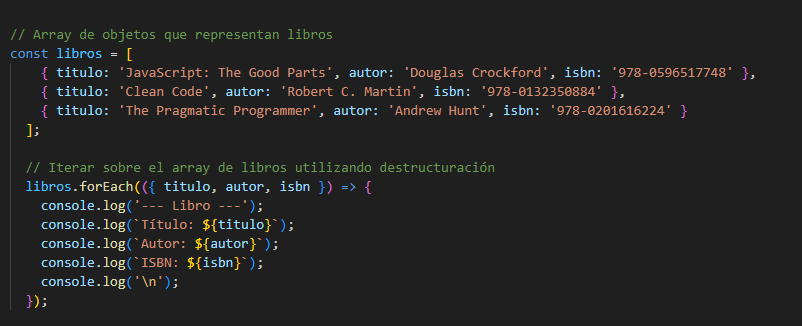 // Array de objetos que representan libros
const libros = [
    { titulo: 'JavaScript: The Good Parts', autor: 'Douglas Crockford', isbn: '978-0596517748' },
    { titulo: 'Clean Code', autor: 'Robert C. Martin', isbn: '978-0132350884' },
    { titulo: 'The Pragmatic Programmer', autor: 'Andrew Hunt', isbn: '978-0201616224' }
  ];
  // Iterar sobre el array de libros utilizando destructuración
  libros.forEach(({ titulo, autor, isbn }) => {
    console.log('--- Libro ---');
    console.log(`Título: ${titulo}`);
    console.log(`Autor: ${autor}`);
    console.log(`ISBN: ${isbn}`);
    console.log('\n');
  });